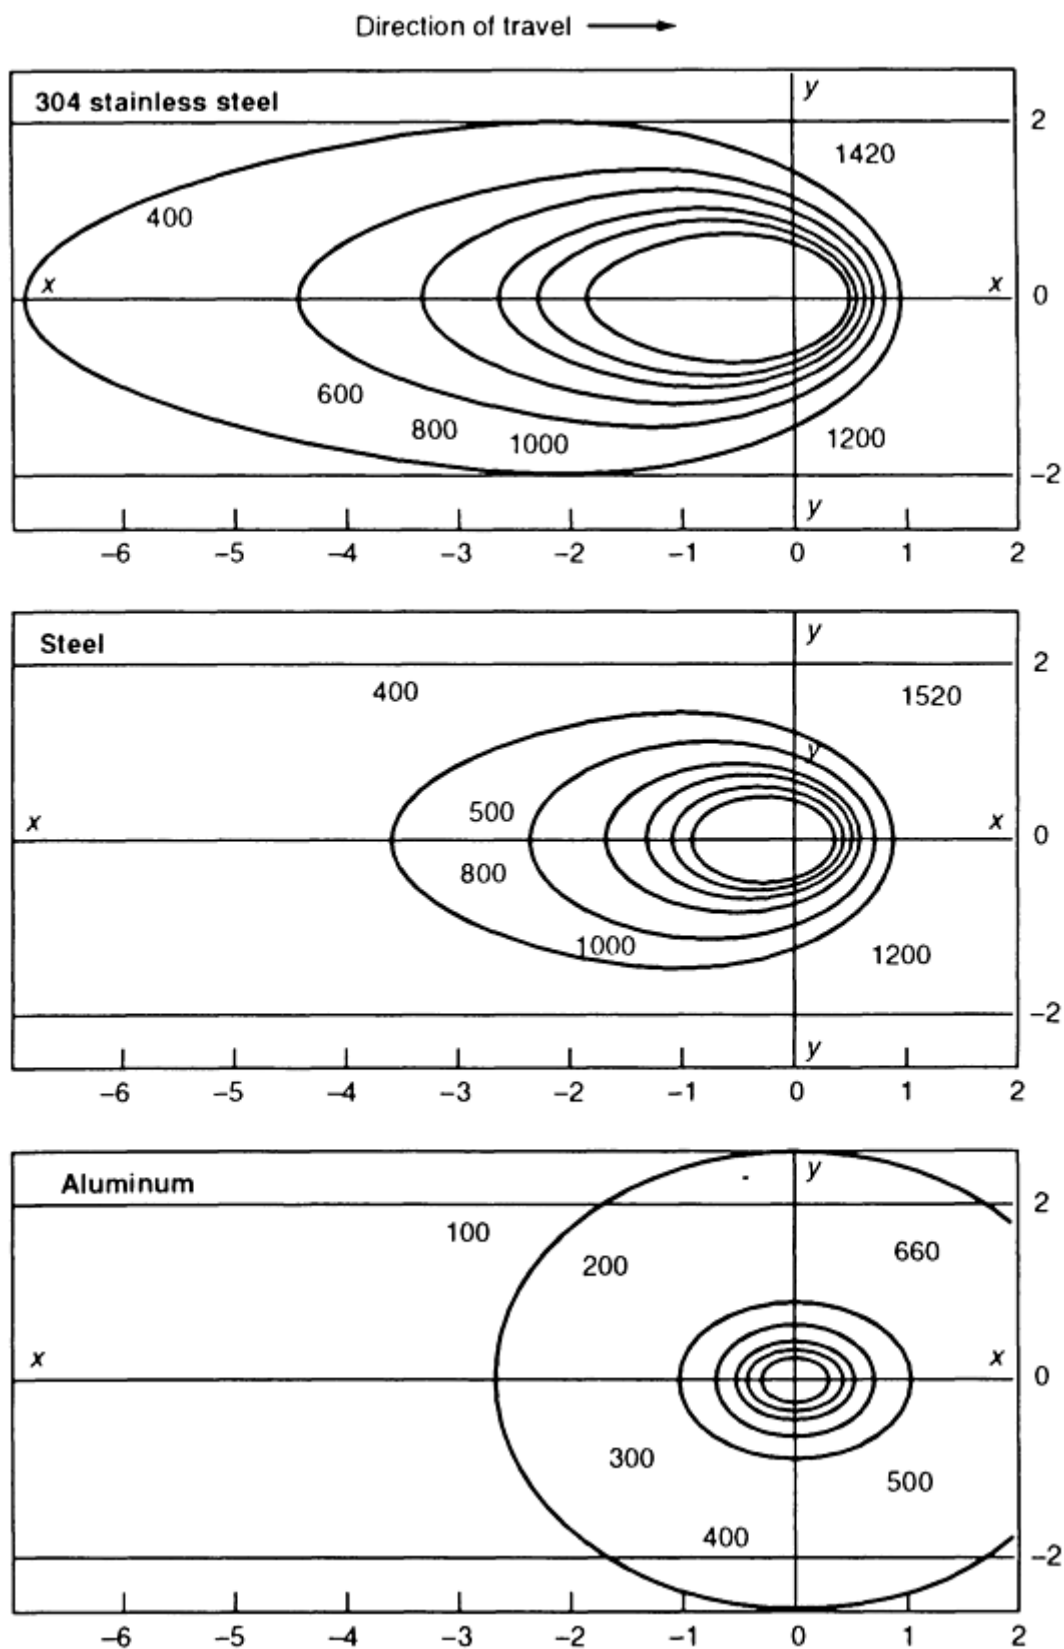 Direction of travel
304 stainless steel
y
2
1420
400
x
x
0
600
800
1000
1200
-2
y
-6 -5 -4 -3 -2 -1 0 1 2
Steel
y
2
400
1520
y
500
x
x
0
800
1000
1200
-2
y
-6 -5 -4 -3 -2 -1 0 1 2
Aluminum
y
2
100
200
660
x
x
0
300
500
400
-2
-6 -5 -4 -3 -2 -1 0 1 2